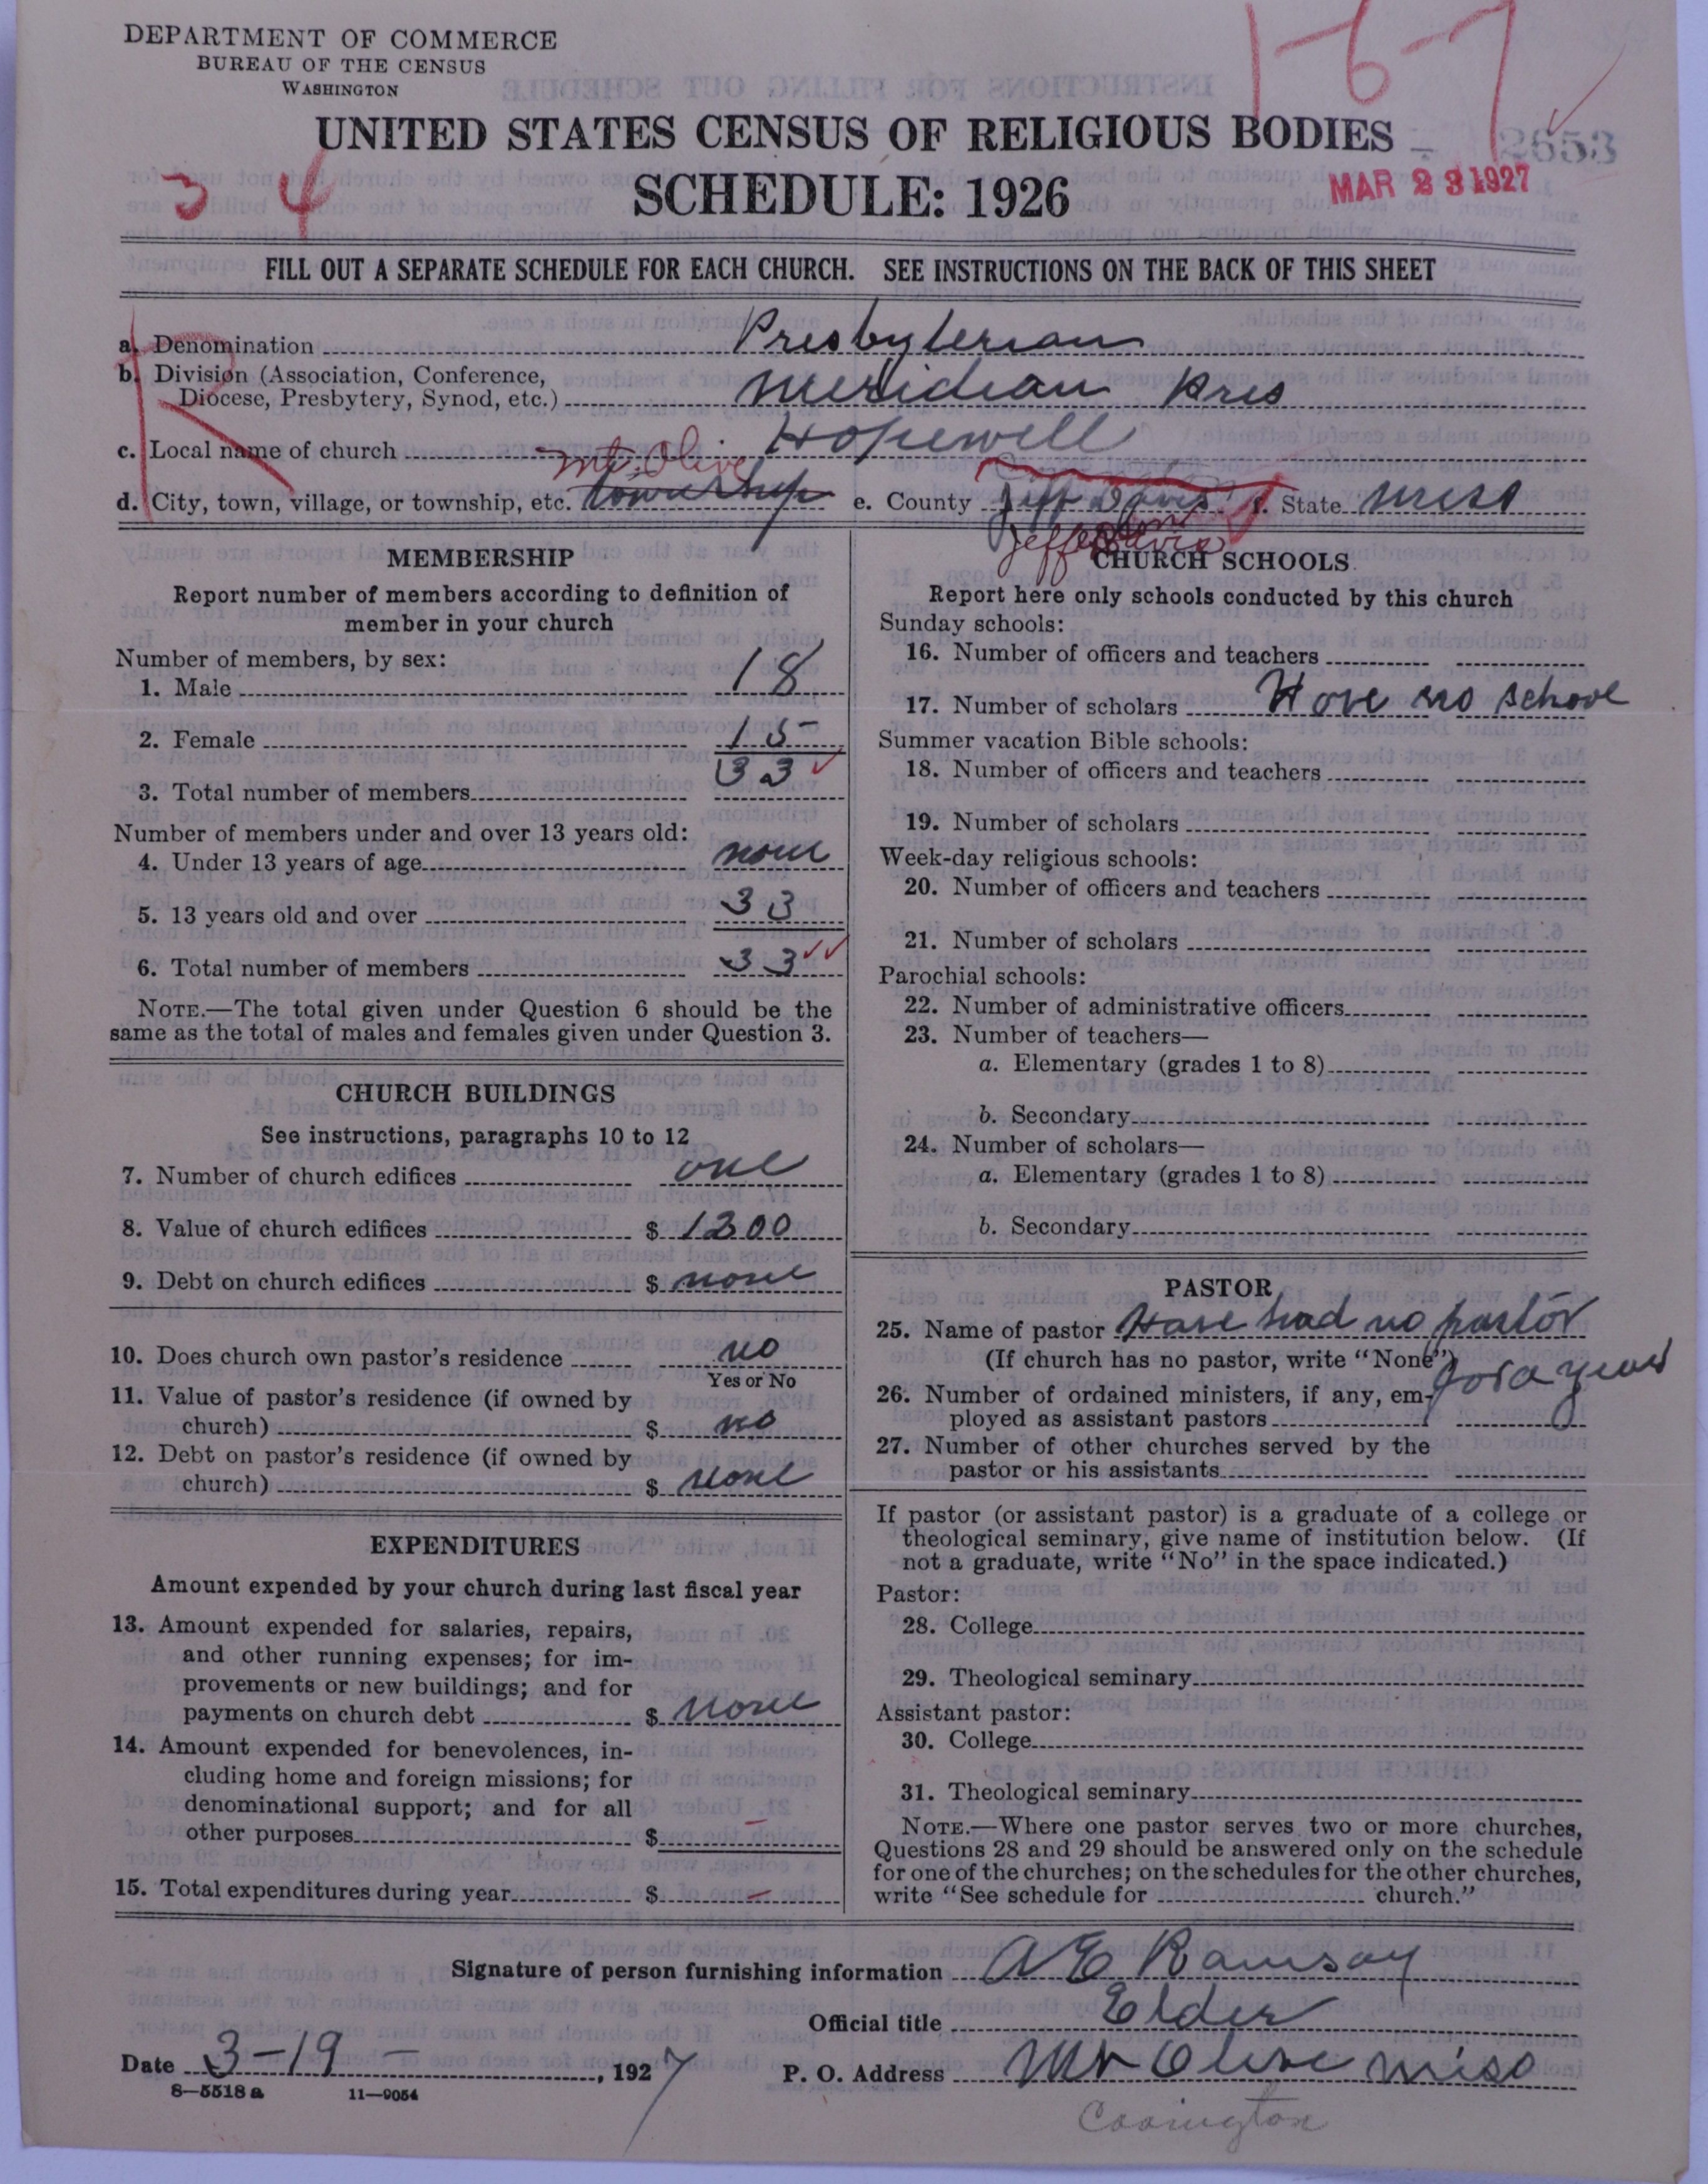 DEPARTMENT OF COMMERCE
BUREAU OF THE CENSUS
WASHINGTON
1-6-7
UNITED STATES CENSUS OF RELIGIOUS BODIES
2653
3 4
SCHEDULE: 1926
MAR 23 1927
FILL OUT A SEPARATE SCHEDULE FOR EACH CHURCH. SEE INSTRUCTIONS ON THE BACK OF THIS SHEET
a. Denomination Presbyterian
b. Division (Association, Conference,
Diocese, Presbytery, Synod, etc.) Meridian Pres
c. Local name of church Hopewell
Mt. Olive
d. City, town, village, or township, etc. township e. County Jeff Davis f. State Miss
Jefferson Davis
MEMBERSHIP
Report number of members according to definition of
member in your church
Number of members, by sex:
1. Male 18
2. Female 15
3. Total number of members 33
Number of members under and over 13 years old:
4. Under 13 years of age none
5. 13 years old and over 33
6. Total number of members 33
NOTE.—The total given under Question 6 should be the
same as the total of males and females given under Question 3.
CHURCH BUILDINGS
See instructions, paragraphs 10 to 12
7. Number of church edifices one
8. Value of church edifices $ 1200
9. Debt on church edifices $ none
10. Does church own pastor's residence no
Yes or No
11. Value of pastor's residence (if owned by
church) $ no
12. Debt on pastor's residence (if owned by
church) $ none
EXPENDITURES
Amount expended by your church during last fiscal year
13. Amount expended for salaries, repairs,
and other running expenses; for im-
provements or new buildings; and for
payments on church debt $ none
14. Amount expended for benevolences, in-
cluding home and foreign missions; for
denominational support; and for all
other purposes $ —
15. Total expenditures during year $ —
CHURCH SCHOOLS
Report here only schools conducted by this church
Sunday schools:
16. Number of officers and teachers
17. Number of scholars Have no school
Summer vacation Bible schools:
18. Number of officers and teachers
19. Number of scholars
Week-day religious schools:
20. Number of officers and teachers
21. Number of scholars
Parochial schools:
22. Number of administrative officers
23. Number of teachers—
a. Elementary (grades 1 to 8)
b. Secondary
24. Number of scholars—
a. Elementary (grades 1 to 8)
b. Secondary
PASTOR
25. Name of pastor Have had no pastor
(If church has no pastor, write "None") for a year
26. Number of ordained ministers, if any, em-
ployed as assistant pastors
27. Number of other churches served by the
pastor or his assistants
If pastor (or assistant pastor) is a graduate of a college or
theological seminary, give name of institution below. (If
not a graduate, write "No" in the space indicated.)
Pastor:
28. College
29. Theological seminary
Assistant pastor:
30. College
31. Theological seminary
NOTE.—Where one pastor serves two or more churches,
Questions 28 and 29 should be answered only on the schedule
for one of the churches; on the schedules for the other churches,
write "See schedule for church."
Signature of person furnishing information A E Ramsay
Official title Elder
Date 3-19-, 1927 P. O. Address Mt Olive Miss
8—5518 a 11—9054
Covington